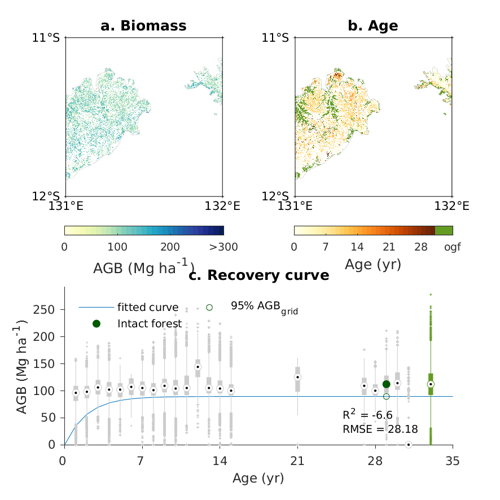 a. Biomass
11°S
12°S
131°E
132°E
0
100
200
>300
AGB (Mg ha-1)
b. Age
11°S
12°S
131°E
132°E
0
7
14
21
28
ogf
Age (yr)
c. Recovery curve
fitted curve
95% AGBgrid
Intact forest
250
200
150
100
50
0
AGB (Mg ha-1)
R2 = -6.6
RMSE = 28.18
0
7
14
21
28
35
Age (yr)